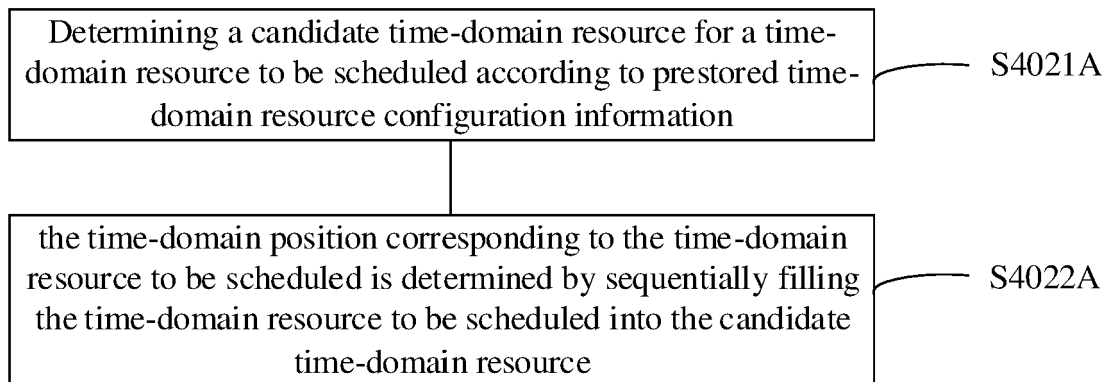 Determining a candidate time-domain resource for a time-
domain resource to be scheduled according to prestored time-
domain resource configuration information
S4021A
the time-domain position corresponding to the time-domain
resource to be scheduled is determined by sequentially filling
the time-domain resource to be scheduled into the candidate
time-domain resource
S4022A